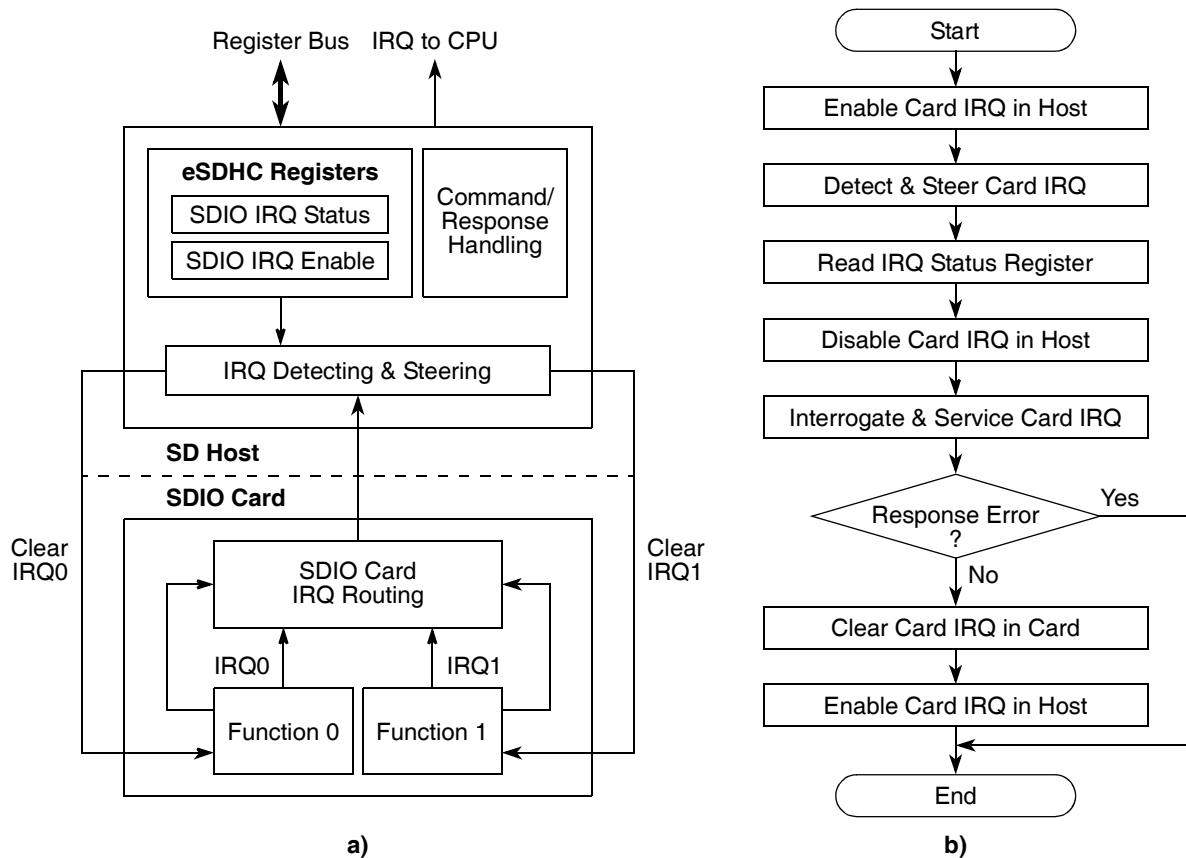 Register Bus
IRQ to CPU
eSDHC Registers
SDIO IRQ Status
SDIO IRQ Enable
Command/
Response
Handling
IRQ Detecting & Steering
SD Host
SDIO Card
Clear
IRQ0
Clear
IRQ1
SDIO Card
IRQ Routing
IRQ0
IRQ1
Function 0
Function 1
a)
Start
Enable Card IRQ in Host
Detect & Steer Card IRQ
Read IRQ Status Register
Disable Card IRQ in Host
Interrogate & Service Card IRQ
Response Error
?
Yes
No
Clear Card IRQ in Card
Enable Card IRQ in Host
End
b)